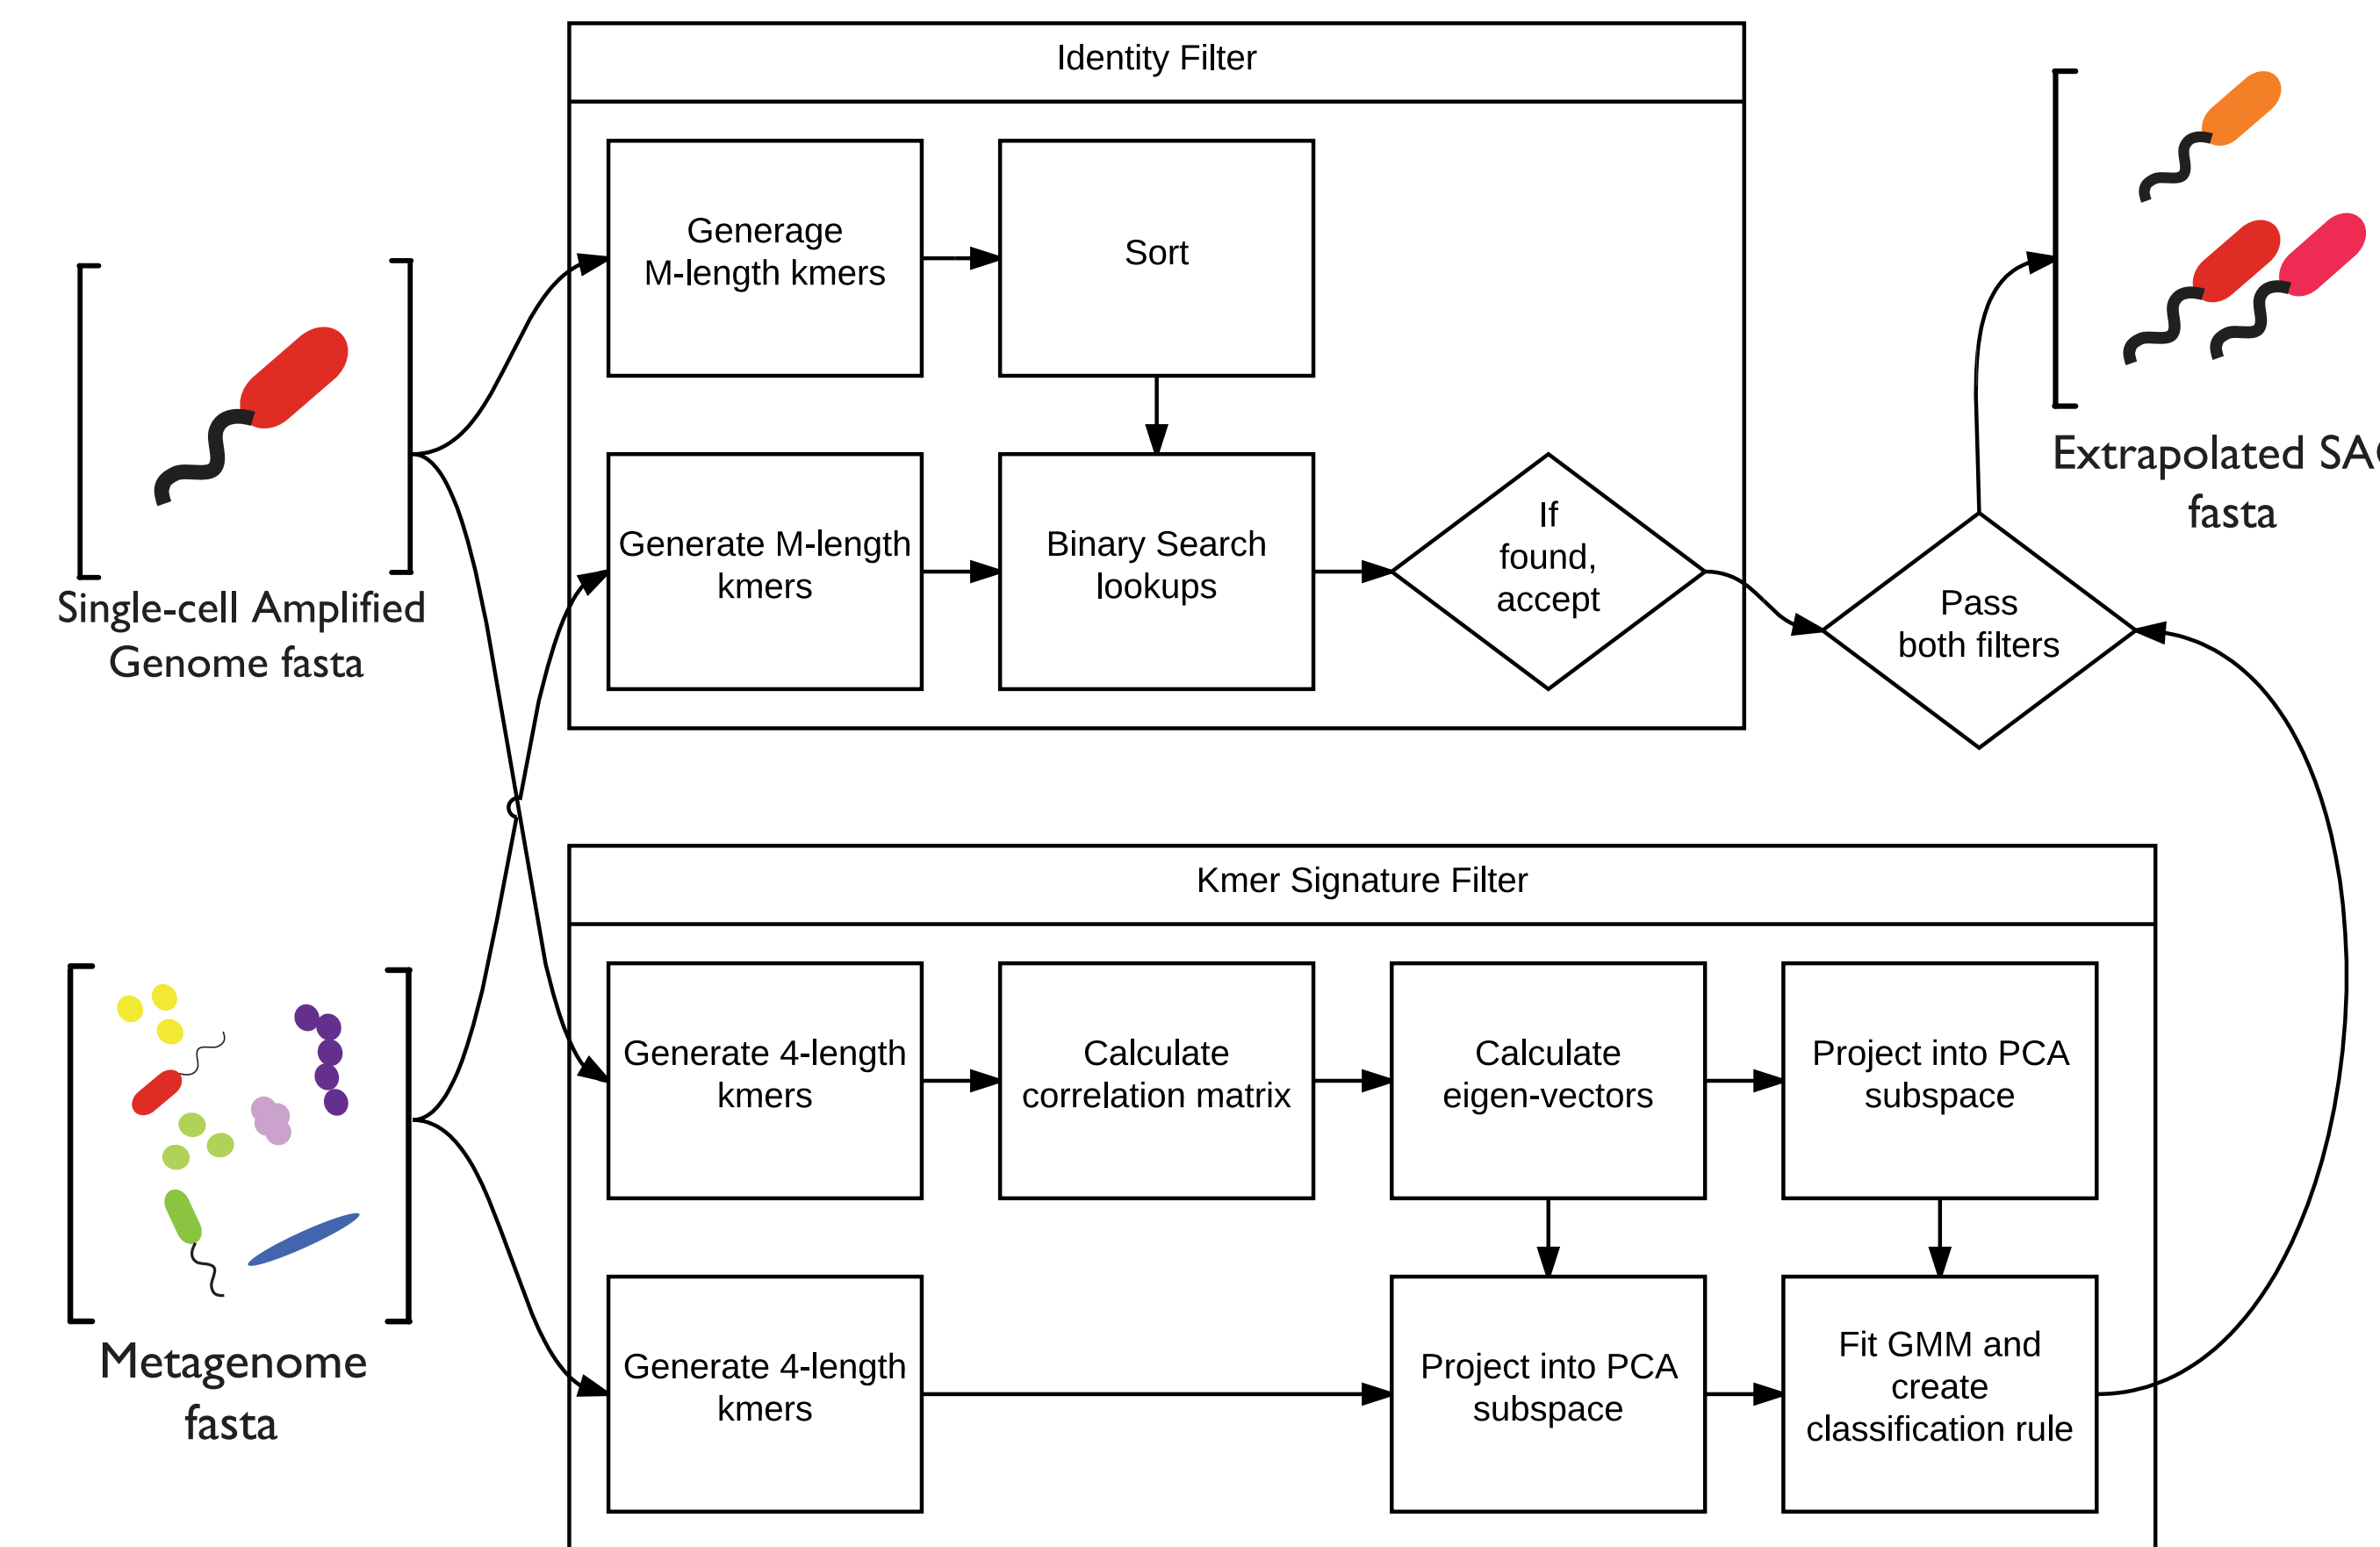 Identity Filter
Generage
M-length kmers
Sort
Generate M-length
kmers
Binary Search
lookups
If
found,
accept
Pass
both filters
Extrapolated
fasta
Single-cell Amplified
Genome fasta
Kmer Signature Filter
Generate 4-length
kmers
Calculate
correlation matrix
Calculate
eigen-vectors
Project into PCA
subspace
Generate 4-length
kmers
Project into PCA
subspace
Fit GMM and
create
classification rule
Metagenome
fasta